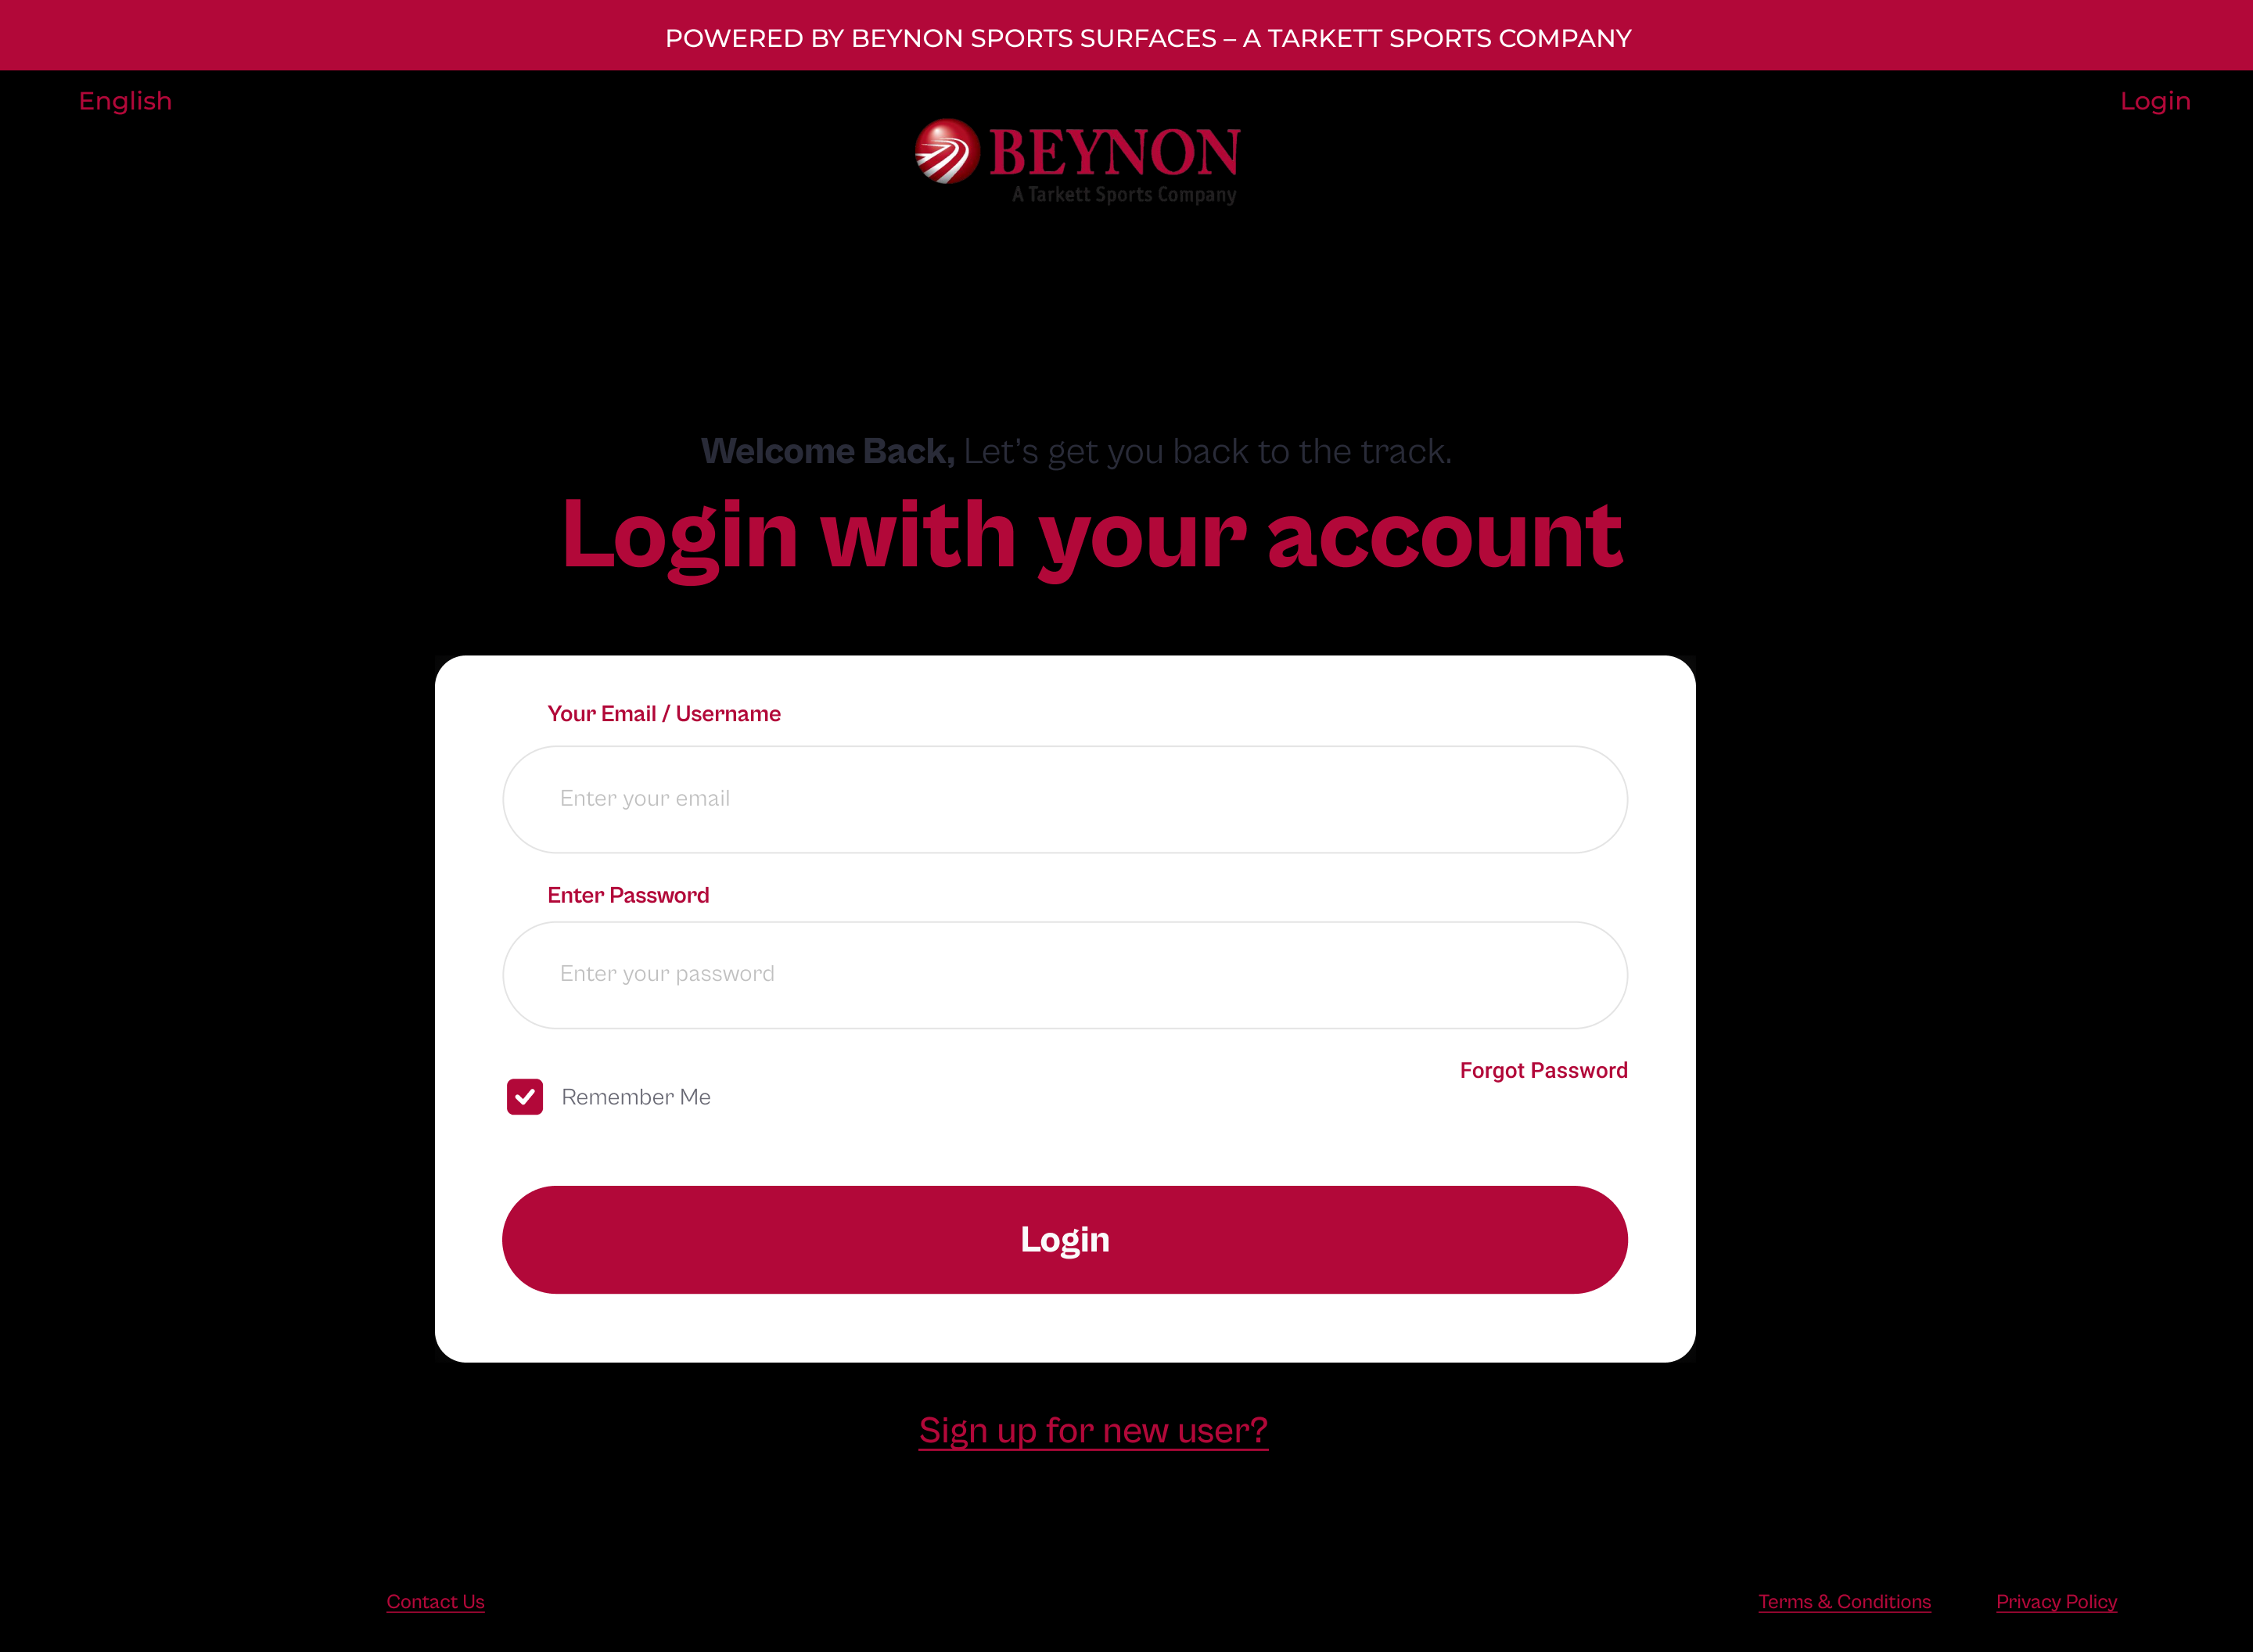 POWERED BY BEYNON SPORTS SURFACES – A TARKETT SPORTS COMPANY
English
Login
BEYNON
A Tarkett Sports Company
Welcome Back, Let's get you back to the track.
Login with your account
Your Email / Username
Enter your email
Enter Password
Enter your password
Forgot Password
Remember Me
Login
Sign up for new user?
Contact Us
Terms & Conditions
Privacy Policy